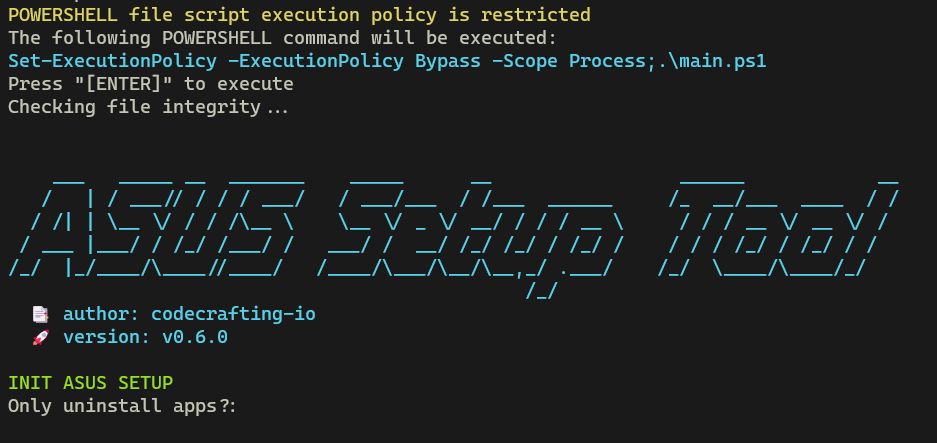 POWERSHELL file script execution policy is restricted
The following POWERSHELL command will be executed:
Set-ExecutionPolicy -ExecutionPolicy Bypass -Scope Process;.\main.ps1
Press "[ENTER]" to execute
Checking file integrity...
ASUS Setup Tool
author: codecrafting-io
version: v0.6.0
INIT ASUS SETUP
Only uninstall apps?: